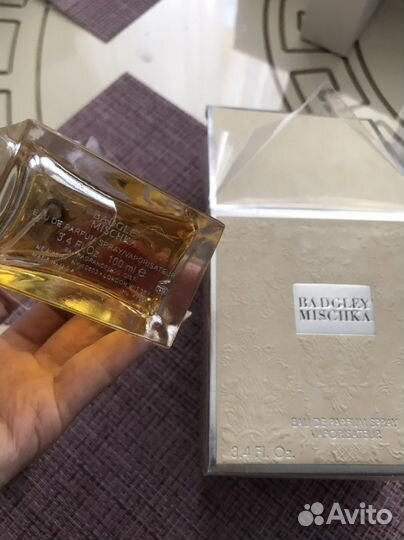 BADGLEY
MISCHKA
EAU DE PARFUM SPRAY/VAPORISATEUR
3.4 FL.OZ. 100 ml e
LONDON
BADGLEY
MISCHKA
EAU DE PARFUM SPRAY
VAPORISATEUR
3.4 Fl. Oz.
Avito